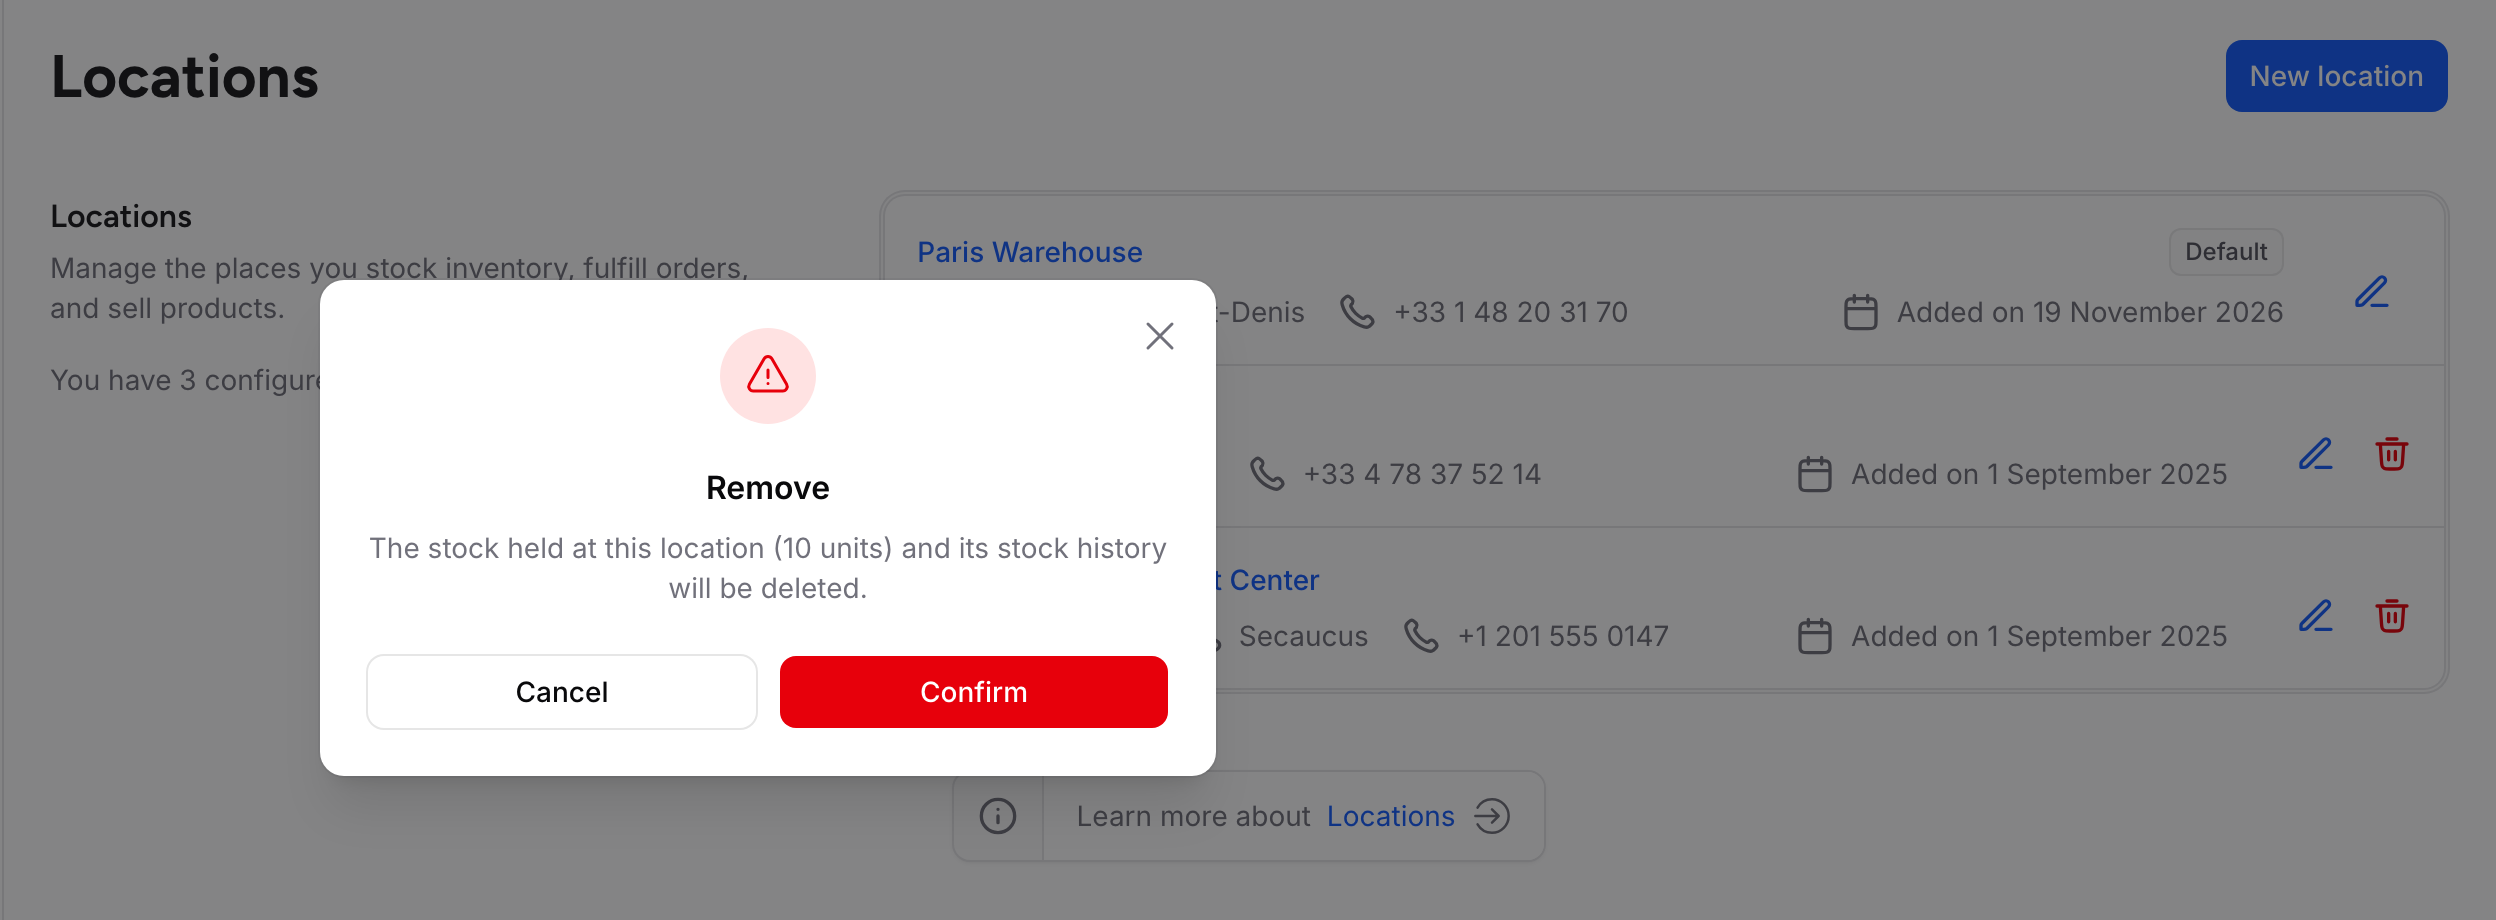 Locations
New location
Locations
Manage the places you stock inventory, fulfill orders,
and sell products.
You have 3
Paris Warehouse
Default
-Denis
+33 1 48 20 31 70
Added on 19 November 2026
+33 4 78 37 52 14
Added on 1 September 2025
Center
Secaucus
+1 201 555 0147
Added on 1 September 2025
Remove
The stock held at this location (10 units) and its stock history
will be deleted.
Cancel
Confirm
Learn more about Locations